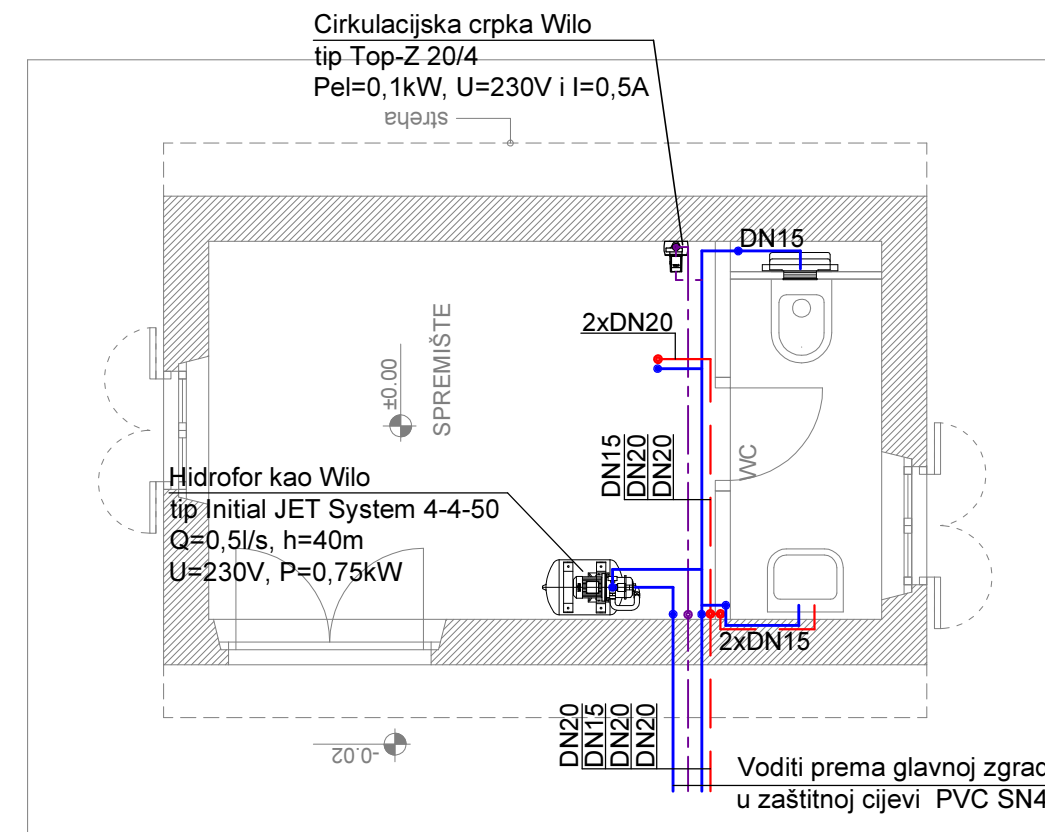 Cirkulacijska crpka Wilo
tip Top-Z 20/4
Pel=0,1kW, U=230V i I=0,5A
streha
DN15
2xDN20
±0.00
SPREMIŠTE
DN15
DN20
DN20
WC
Hidrofor kao Wilo
tip Initial JET System 4-4-50
Q=0,5l/s, h=40m
U=230V, P=0,75kW
2xDN15
DN20
DN15
DN20
DN20
-0.02
Voditi prema glavnoj zgrad
u zaštitnoj cijevi PVC SN4